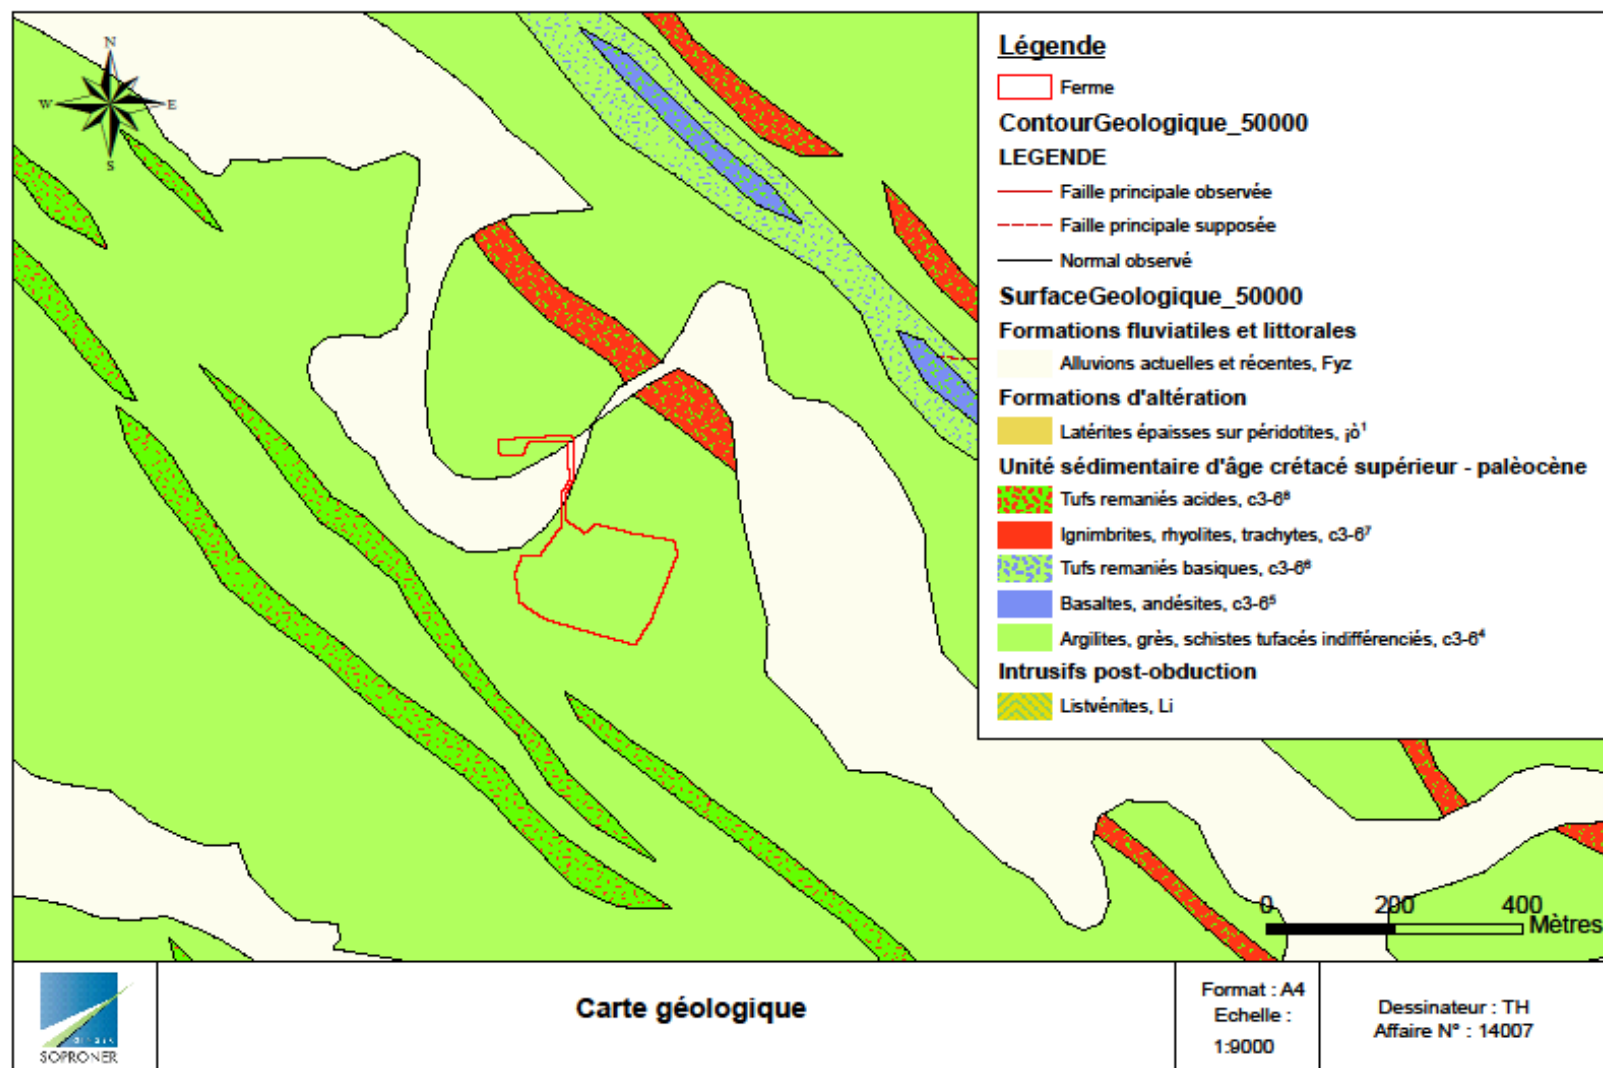 N
W
E
S
Légende
Ferme
ContourGeologique_50000
LEGENDE
Faille principale observée
Faille principale supposée
Normal observé
SurfaceGeologique_50000
Formations fluviatiles et littorales
Alluvions actuelles et récentes, Fyz
Formations d'altération
Latérites épaisses sur péridotites, jò¹
Unité sédimentaire d'âge crétacé supérieur - palèocène
Tufs remaniés acides, c3-6⁸
Ignimbrites, rhyolites, trachytes, c3-6⁷
Tufs remaniés basiques, c3-6⁶
Basaltes, andésites, c3-6⁵
Argilites, grès, schistes tufacés indifférenciés, c3-6⁴
Intrusifs post-obduction
Listvénites, Li
0 200 400
Mètres
SOPRONER
Carte géologique
Format : A4
Echelle :
1:9000
Dessinateur : TH
Affaire N° : 14007